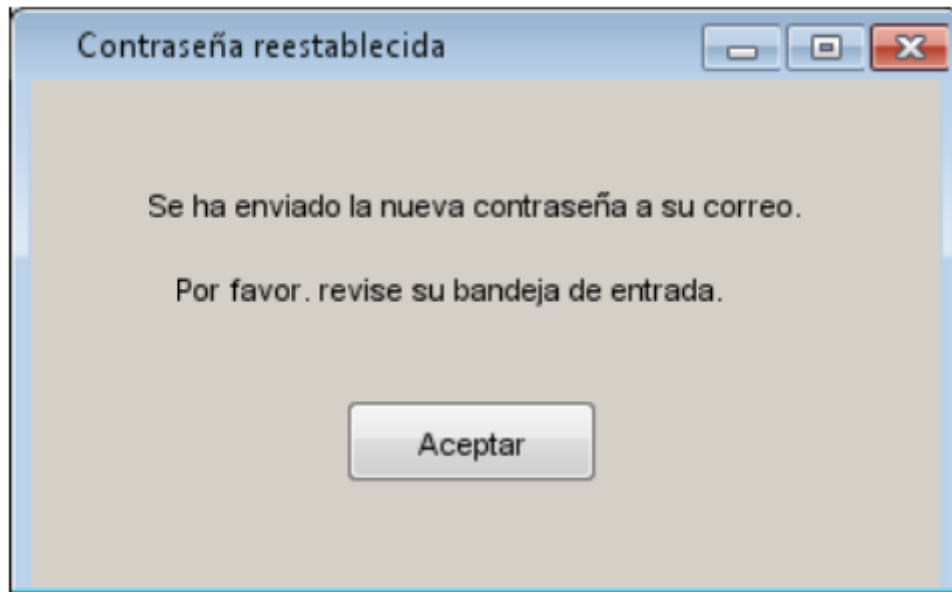 Contraseña reestablecida
Se ha enviado la nueva contraseña a su correo.
Por favor. revise su bandeja de entrada.
Aceptar